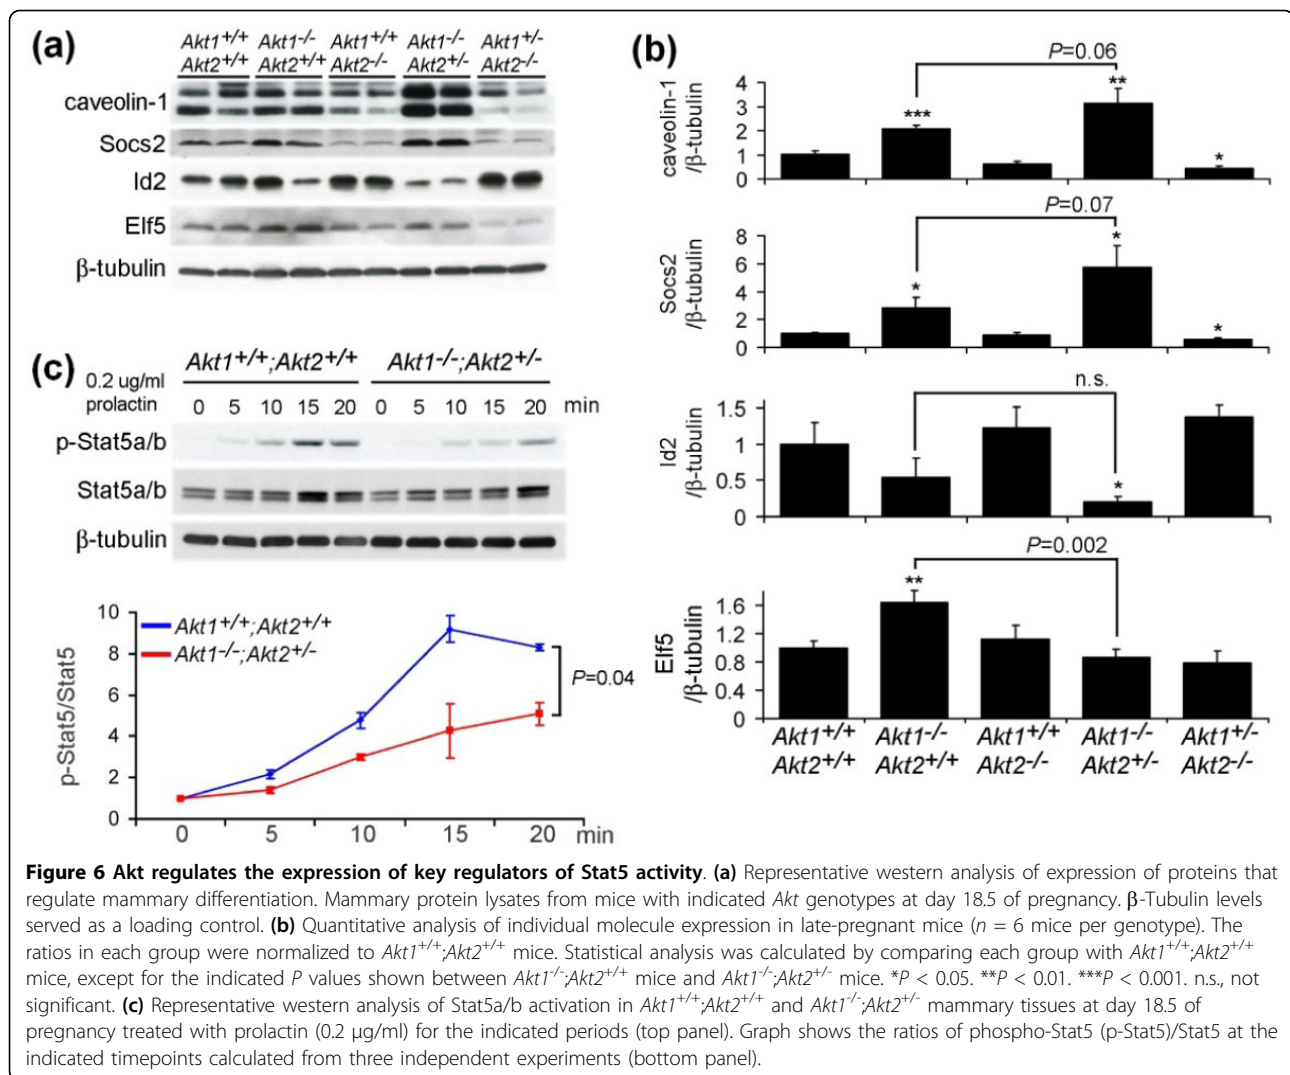 (a)
Akt1+/+ Akt1-/- Akt1+/+ Akt1-/- Akt1+/-
Akt2+/+ Akt2+/+ Akt2-/- Akt2+/- Akt2-/-
caveolin-1
Socs2
Id2
Elf5
β-tubulin
(b)
P=0.06
caveolin-1
/β-tubulin
4
3
2
1
0
***
**
*
P=0.07
Socs2
/β-tubulin
8
6
4
2
0
*
*
*
n.s.
Id2
/β-tubulin
1.5
1
0.5
0
*
P=0.002
Elf5
/β-tubulin
1.6
1.2
0.8
0.4
0
**
Akt1+/+ Akt1-/- Akt1+/+ Akt1-/- Akt1+/-
Akt2+/+ Akt2+/+ Akt2-/- Akt2+/- Akt2-/-
(c)
Akt1+/+;Akt2+/+ Akt1-/-;Akt2+/-
0.2 ug/ml
prolactin
0 5 10 15 20 0 5 10 15 20 min
p-Stat5a/b
Stat5a/b
β-tubulin
p-Stat5/Stat5
10
8
6
4
2
0
Akt1+/+;Akt2+/+
Akt1-/-;Akt2+/-
P=0.04
0 5 10 15 20 min
Figure 6 Akt regulates the expression of key regulators of Stat5 activity. (a) Representative western analysis of expression of proteins that
regulate mammary differentiation. Mammary protein lysates from mice with indicated Akt genotypes at day 18.5 of pregnancy. β-Tubulin levels
served as a loading control. (b) Quantitative analysis of individual molecule expression in late-pregnant mice (n = 6 mice per genotype). The
ratios in each group were normalized to Akt1+/+;Akt2+/+ mice. Statistical analysis was calculated by comparing each group with Akt1+/+;Akt2+/+
mice, except for the indicated P values shown between Akt1-/-;Akt2+/+ mice and Akt1-/-;Akt2+/- mice. *P < 0.05. **P < 0.01. ***P < 0.001. n.s., not
significant. (c) Representative western analysis of Stat5a/b activation in Akt1+/+;Akt2+/+ and Akt1-/-;Akt2+/- mammary tissues at day 18.5 of
pregnancy treated with prolactin (0.2 μg/ml) for the indicated periods (top panel). Graph shows the ratios of phospho-Stat5 (p-Stat5)/Stat5 at the
indicated timepoints calculated from three independent experiments (bottom panel).